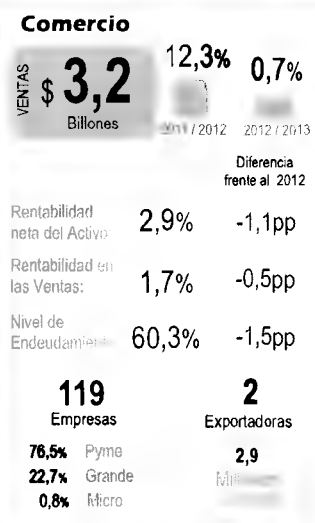 Comercio
VENTAS
$ 3,2
Billones
12,3%
0,7%
2011 / 2012
2012 / 2013
Diferencia
frente al 2012
Rentabilidad
neta del Activo
2,9%
-1,1pp
Rentabilidad en
las Ventas:
1,7%
-0,5pp
Nivel de
Endeudamiento
60,3%
-1,5pp
119
Empresas
2
Exportadoras
76,5% Pyme
22,7% Grande
0,8% Micro
2,9